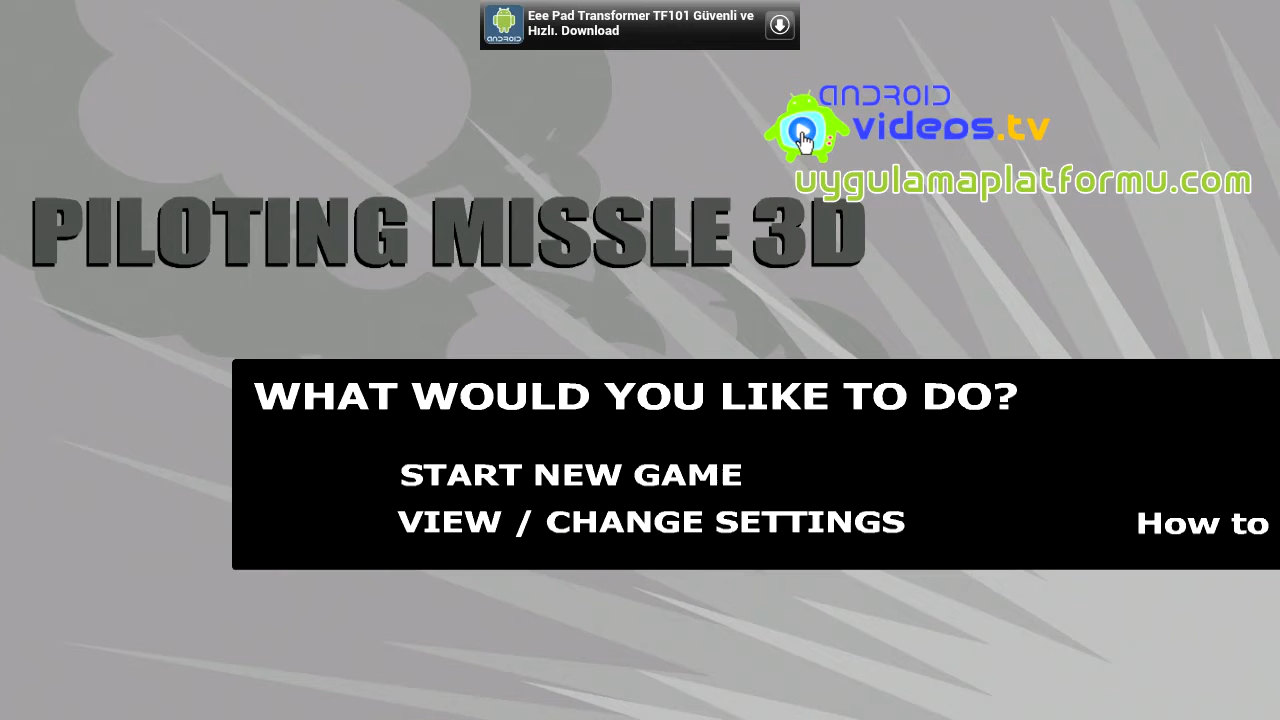 Eee Pad Transformer TF101 Güvenli ve
Hızlı. Download
ANDROID
ANDROID
videos.tv
uygulamaplatformu.com
PILOTING MISSLE 3D
WHAT WOULD YOU LIKE TO DO?
START NEW GAME
VIEW / CHANGE SETTINGS
How to